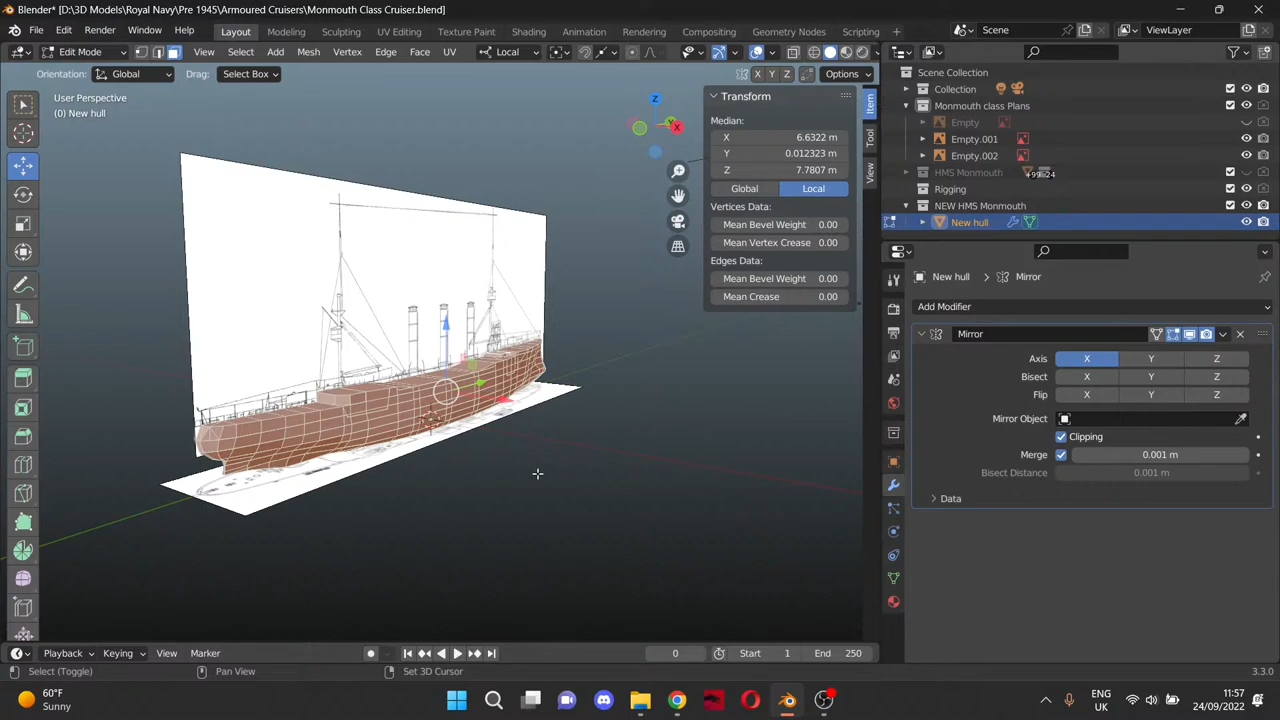 Blender* [D:\3D Models\Royal Navy\Pre 1945\Armoured Cruisers\Monmouth Class Cruiser.blend]
File Edit Render Window Help Layout Modeling Sculpting UV Editing Texture Paint Shading Animation Rendering Compositing Geometry Nodes Scripting + Scene ViewLayer
Edit Mode View Select Add Mesh Vertex Edge Face UV Local
Orientation: Global Drag: Select Box X Y Z Options
User Perspective
(0) New hull
Z
Y
X
Transform
Median:
X 6.6322 m
Y 0.012323 m
Z 7.7807 m
Global Local
Vertices Data:
Mean Bevel Weight 0.00
Mean Vertex Crease 0.00
Edges Data:
Mean Bevel Weight 0.00
Mean Crease 0.00
Item
Tool
View
Scene Collection
Collection
Monmouth class Plans
Empty
Empty.001
Empty.002
HMS Monmouth
Rigging
NEW HMS Monmouth
New hull
New hull Mirror
Add Modifier
Mirror
Axis X Y Z
Bisect X Y Z
Flip X Y Z
Mirror Object
Clipping
Merge 0.001 m
Bisect Distance 0.001 m
Data
Playback Keying View Marker 0 Start 1 End 250
Select (Toggle) Pan View Set 3D Cursor 3.3.0
60°F
Sunny
ENG
UK
11:57
24/09/2022